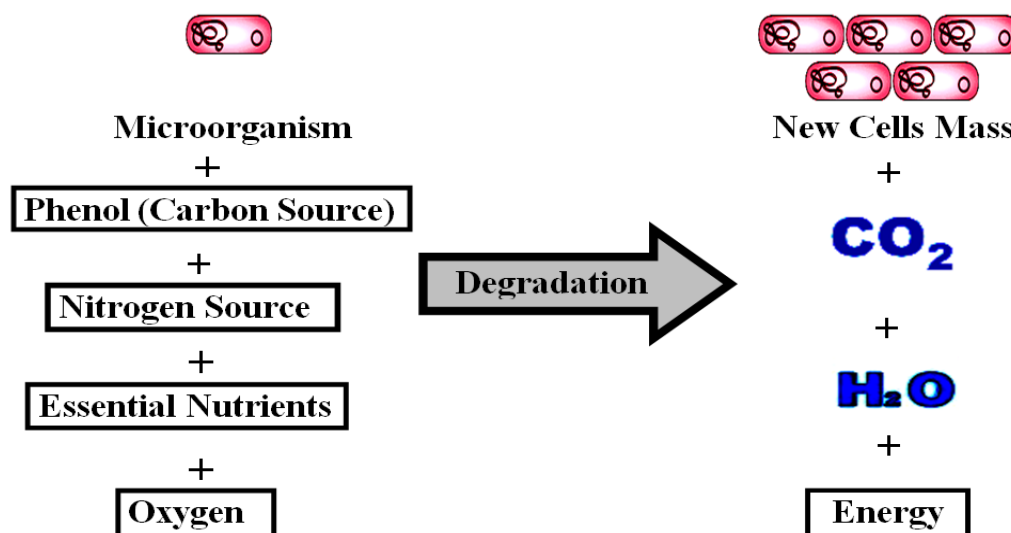 Microorganism
+
Phenol (Carbon Source)
+
Nitrogen Source
+
Essential Nutrients
+
Oxygen
Degradation
New Cells Mass
+
CO₂
+
H₂O
+
Energy